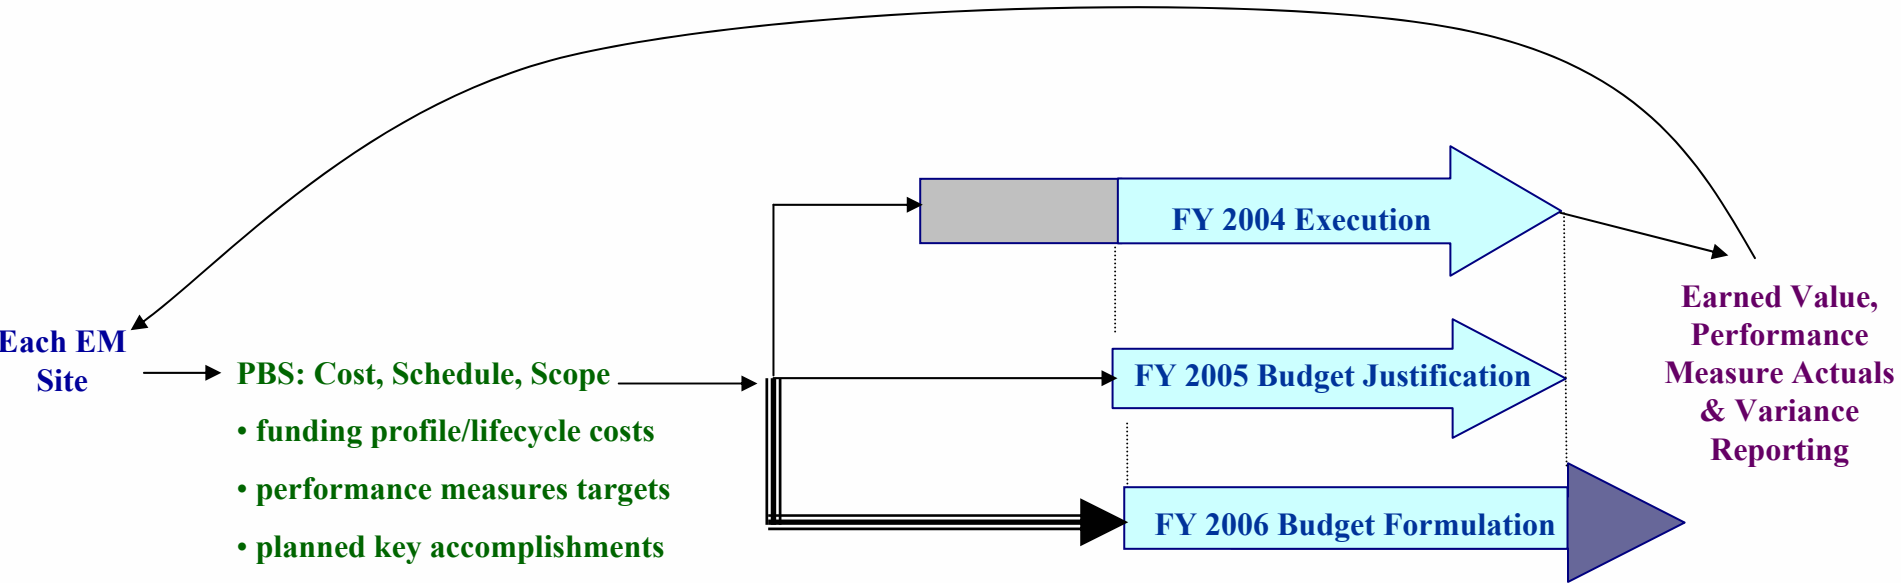 Each EM
Site
PBS: Cost, Schedule, Scope
• funding profile/lifecycle costs
• performance measures targets
• planned key accomplishments
FY 2004 Execution
FY 2005 Budget Justification
FY 2006 Budget Formulation
Earned Value,
Performance
Measure Actuals
& Variance
Reporting